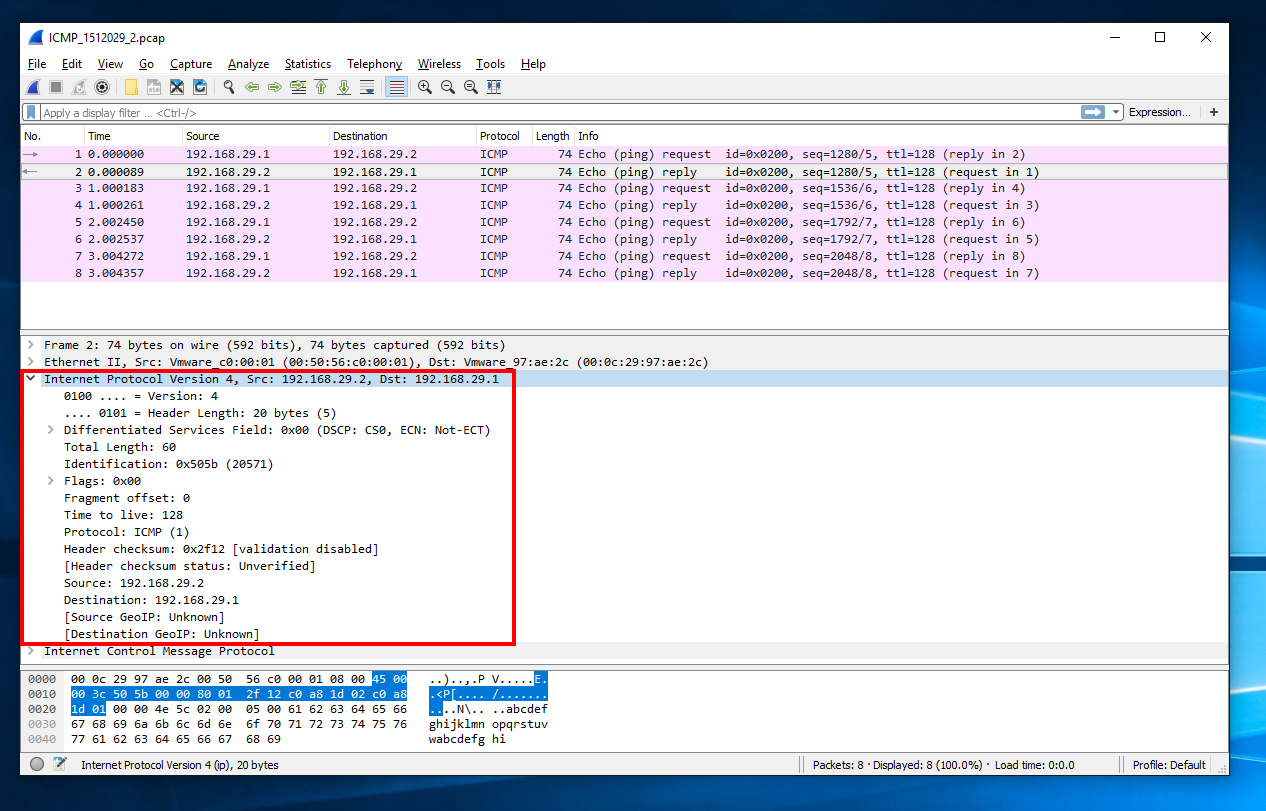 ICMP_1512029_2.pcap
File Edit View Go Capture Analyze Statistics Telephony Wireless Tools Help
Apply a display filter ... <Ctrl-/> Expression... +
No. Time Source Destination Protocol Length Info
1 0.000000 192.168.29.1 192.168.29.2 ICMP 74 Echo (ping) request id=0x0200, seq=1280/5, ttl=128 (reply in 2)
2 0.000089 192.168.29.2 192.168.29.1 ICMP 74 Echo (ping) reply id=0x0200, seq=1280/5, ttl=128 (request in 1)
3 1.000183 192.168.29.1 192.168.29.2 ICMP 74 Echo (ping) request id=0x0200, seq=1536/6, ttl=128 (reply in 4)
4 1.000261 192.168.29.2 192.168.29.1 ICMP 74 Echo (ping) reply id=0x0200, seq=1536/6, ttl=128 (request in 3)
5 2.002450 192.168.29.1 192.168.29.2 ICMP 74 Echo (ping) request id=0x0200, seq=1792/7, ttl=128 (reply in 6)
6 2.002537 192.168.29.2 192.168.29.1 ICMP 74 Echo (ping) reply id=0x0200, seq=1792/7, ttl=128 (request in 5)
7 3.004272 192.168.29.1 192.168.29.2 ICMP 74 Echo (ping) request id=0x0200, seq=2048/8, ttl=128 (reply in 8)
8 3.004357 192.168.29.2 192.168.29.1 ICMP 74 Echo (ping) reply id=0x0200, seq=2048/8, ttl=128 (request in 7)
Frame 2: 74 bytes on wire (592 bits), 74 bytes captured (592 bits)
Ethernet II, Src: Vmware_c0:00:01 (00:50:56:c0:00:01), Dst: Vmware_97:ae:2c (00:0c:29:97:ae:2c)
Internet Protocol Version 4, Src: 192.168.29.2, Dst: 192.168.29.1
0100 .... = Version: 4
.... 0101 = Header Length: 20 bytes (5)
Differentiated Services Field: 0x00 (DSCP: CS0, ECN: Not-ECT)
Total Length: 60
Identification: 0x505b (20571)
Flags: 0x00
Fragment offset: 0
Time to live: 128
Protocol: ICMP (1)
Header checksum: 0x2f12 [validation disabled]
[Header checksum status: Unverified]
Source: 192.168.29.2
Destination: 192.168.29.1
[Source GeoIP: Unknown]
[Destination GeoIP: Unknown]
Internet Control Message Protocol
0000 00 0c 29 97 ae 2c 00 50 56 c0 00 01 08 00 45 00 ..)..,.P V.....E.
0010 00 3c 50 5b 00 00 80 01 2f 12 c0 a8 1d 02 c0 a8 .<P[.... /.......
0020 1d 01 00 00 4e 5c 02 00 05 00 61 62 63 64 65 66 ....N\.. ..abcdef
0030 67 68 69 6a 6b 6c 6d 6e 6f 70 71 72 73 74 75 76 ghijklmn opqrstuv
0040 77 61 62 63 64 65 66 67 68 69 wabcdefg hi
Internet Protocol Version 4 (ip), 20 bytes Packets: 8 · Displayed: 8 (100.0%) · Load time: 0:0.0 Profile: Default